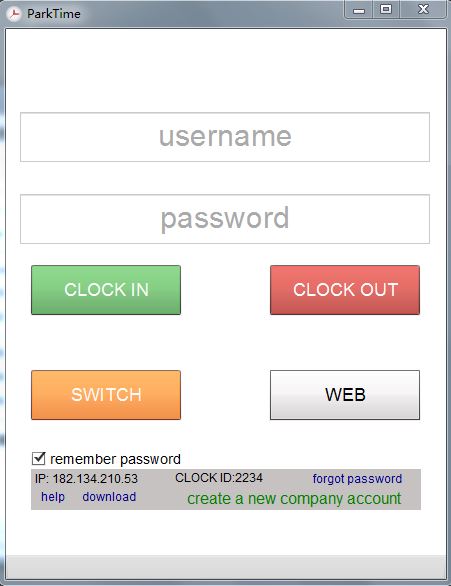 ParkTime
username
password
CLOCK IN CLOCK OUT
SWITCH WEB
remember password
IP: 182.134.210.53 CLOCK ID:2234 forgot password
help download create a new company account